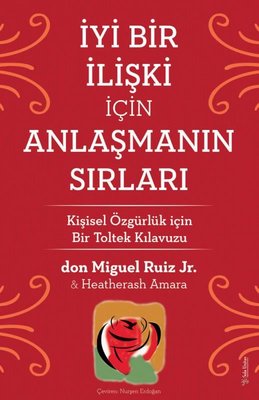 İYİ BİR
İLİŞKİ
İÇİN
ANLAŞMANIN
SIRLARI
Kişisel Özgürlük için
Bir Toltek Kılavuzu
don Miguel Ruiz Jr.
& Heatherash Amara
Çeviren: Nurşen Erdoğan